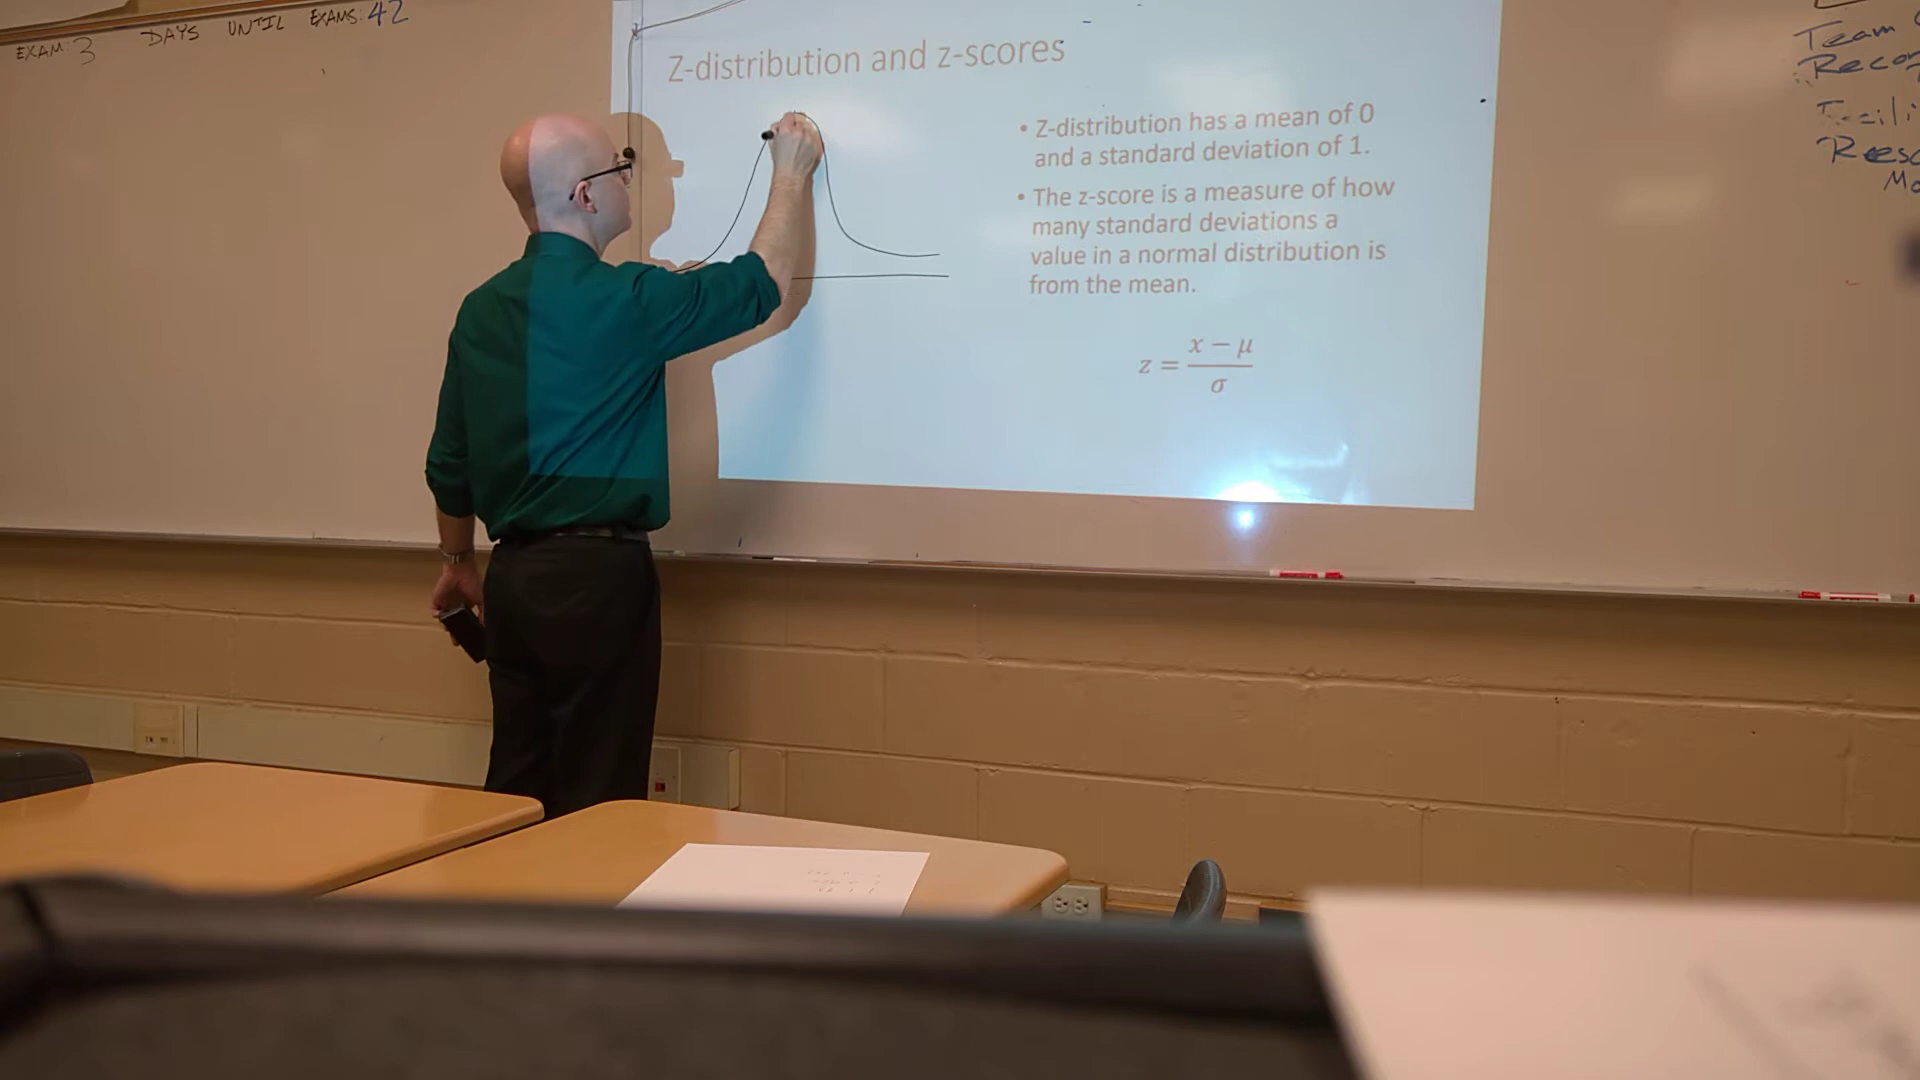 DAYS UNTIL EXAMS: 42
EXAM: 3
Z-distribution and z-scores
• Z-distribution has a mean of 0
and a standard deviation of 1.
• The z-score is a measure of how
many standard deviations a
value in a normal distribution is
from the mean.
z = (x − μ) / σ
Team